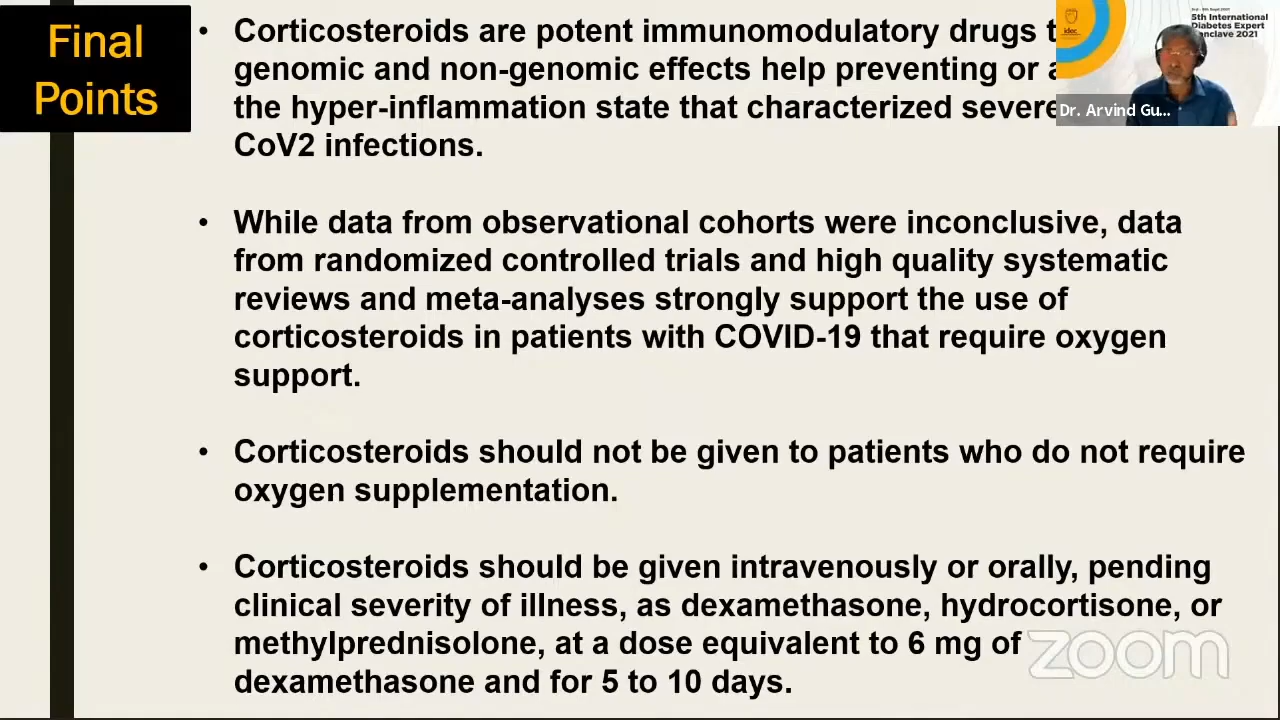 Final
Points
• Corticosteroids are potent immunomodulatory drugs
genomic and non-genomic effects help preventing or
the hyper-inflammation state that characterized severe
CoV2 infections.
• While data from observational cohorts were inconclusive, data
from randomized controlled trials and high quality systematic
reviews and meta-analyses strongly support the use of
corticosteroids in patients with COVID-19 that require oxygen
support.
• Corticosteroids should not be given to patients who do not require
oxygen supplementation.
• Corticosteroids should be given intravenously or orally, pending
clinical severity of illness, as dexamethasone, hydrocortisone, or
methylprednisolone, at a dose equivalent to 6 mg of
dexamethasone and for 5 to 10 days.
5th International
Diabetes Expert
2021
idec
Dr. Arvind Gu...
zoom